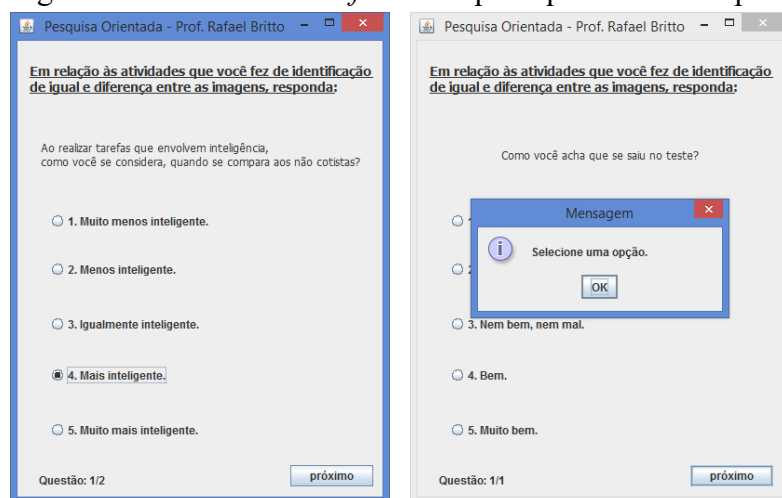 Pesquisa Orientada - Prof. Rafael Britto
Em relação às atividades que você fez de identificação
de igual e diferença entre as imagens, responda:
Ao realizar tarefas que envolvem inteligência,
como você se considera, quando se compara aos não cotistas?
1. Muito menos inteligente.
2. Menos inteligente.
3. Igualmente inteligente.
4. Mais inteligente.
5. Muito mais inteligente.
Questão: 1/2
próximo
Pesquisa Orientada - Prof. Rafael Britto
Em relação às atividades que você fez de identificação
de igual e diferença entre as imagens, responda:
Como você acha que se saiu no teste?
Mensagem
Selecione uma opção.
OK
3. Nem bem, nem mal.
4. Bem.
5. Muito bem.
Questão: 1/1
próximo